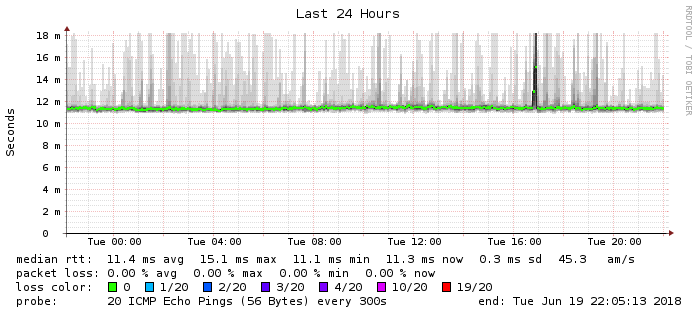 Last 24 Hours
RRDTOOL / TOBI OETIKER
Seconds
18 m
16 m
14 m
12 m
10 m
8 m
6 m
4 m
2 m
0
Tue 00:00 Tue 04:00 Tue 08:00 Tue 12:00 Tue 16:00 Tue 20:00
median rtt: 11.4 ms avg 15.1 ms max 11.1 ms min 11.3 ms now 0.3 ms sd 45.3 am/s
packet loss: 0.00 % avg 0.00 % max 0.00 % min 0.00 % now
loss color: 0 1/20 2/20 3/20 4/20 10/20 19/20
probe: 20 ICMP Echo Pings (56 Bytes) every 300s end: Tue Jun 19 22:05:13 2018